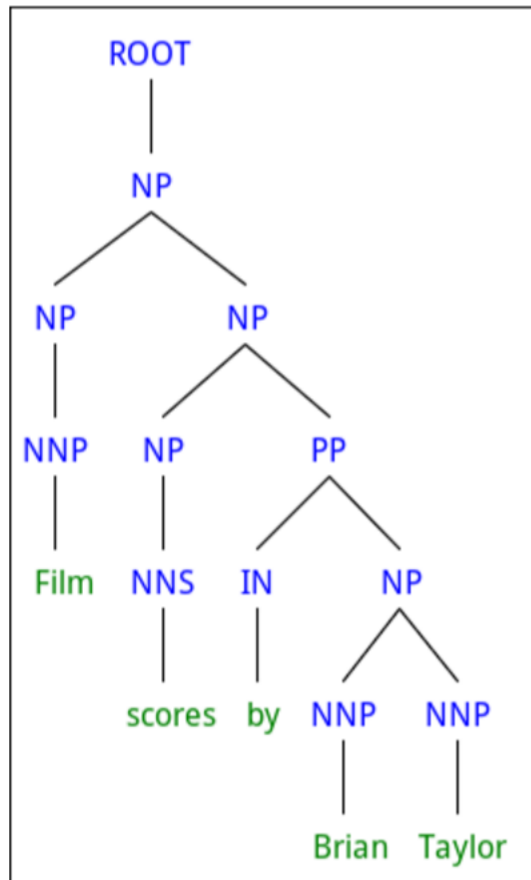 ROOT
NP
NP NP
NNP NP PP
Film NNS IN NP
scores by NNP NNP
Brian Taylor